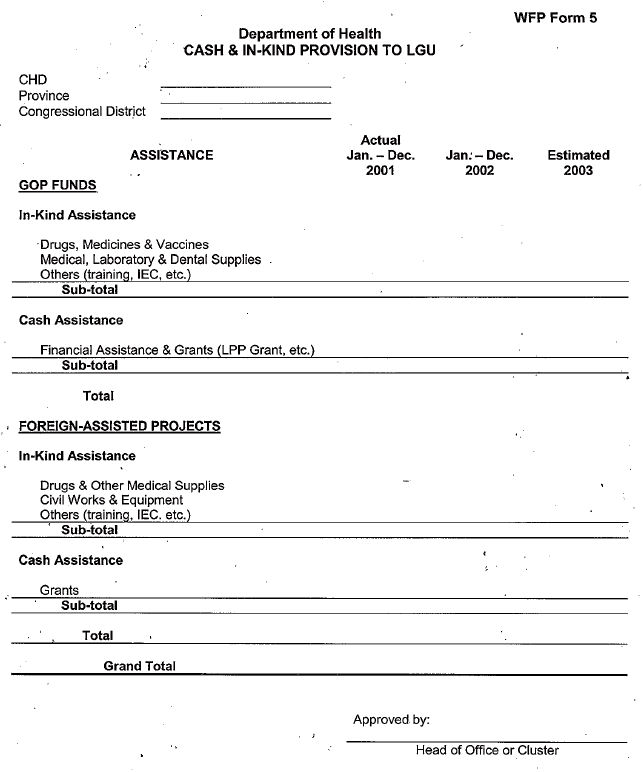 WFP Form 5
Department of Health
CASH & IN-KIND PROVISION TO LGU
CHD
Province
Congressional District
Actual
ASSISTANCE Jan. – Dec. Jan. – Dec. Estimated
2001 2002 2003
GOP FUNDS
In-Kind Assistance
Drugs, Medicines & Vaccines
Medical, Laboratory & Dental Supplies
Others (training, IEC, etc.)
Sub-total
Cash Assistance
Financial Assistance & Grants (LPP Grant, etc.)
Sub-total
Total
FOREIGN-ASSISTED PROJECTS
In-Kind Assistance
Drugs & Other Medical Supplies
Civil Works & Equipment
Others (training, IEC. etc.)
Sub-total
Cash Assistance
Grants
Sub-total
Total
Grand Total
Approved by:
Head of Office or Cluster